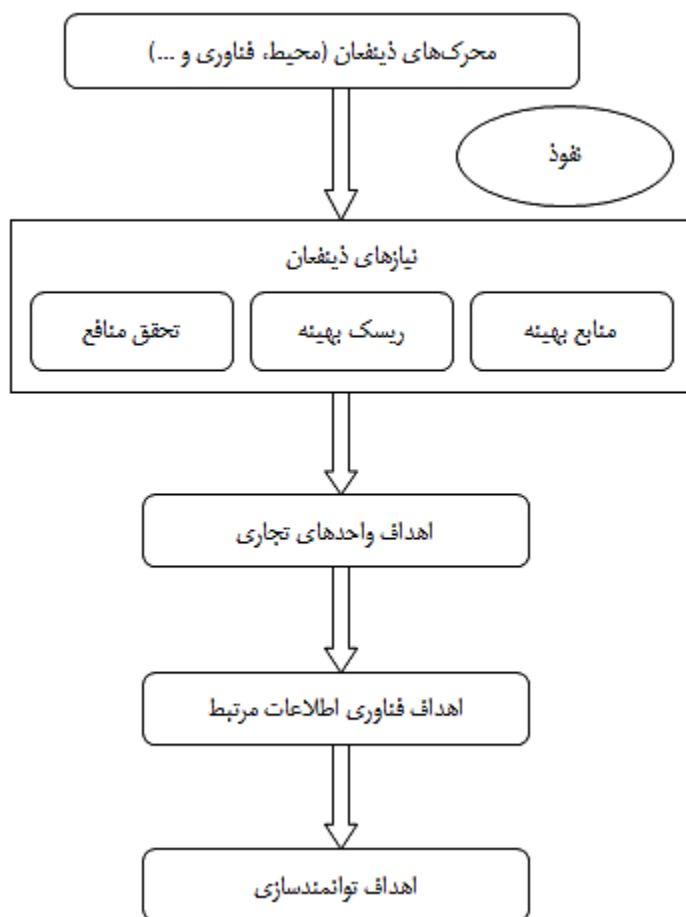 محرک‌های ذینفعان (محیط، فناوری و ...)
نفوذ
نیازهای ذینفعان
منابع بهینه
ریسک بهینه
تحقق منافع
اهداف واحدهای تجاری
اهداف فناوری اطلاعات مرتبط
اهداف توانمندسازی